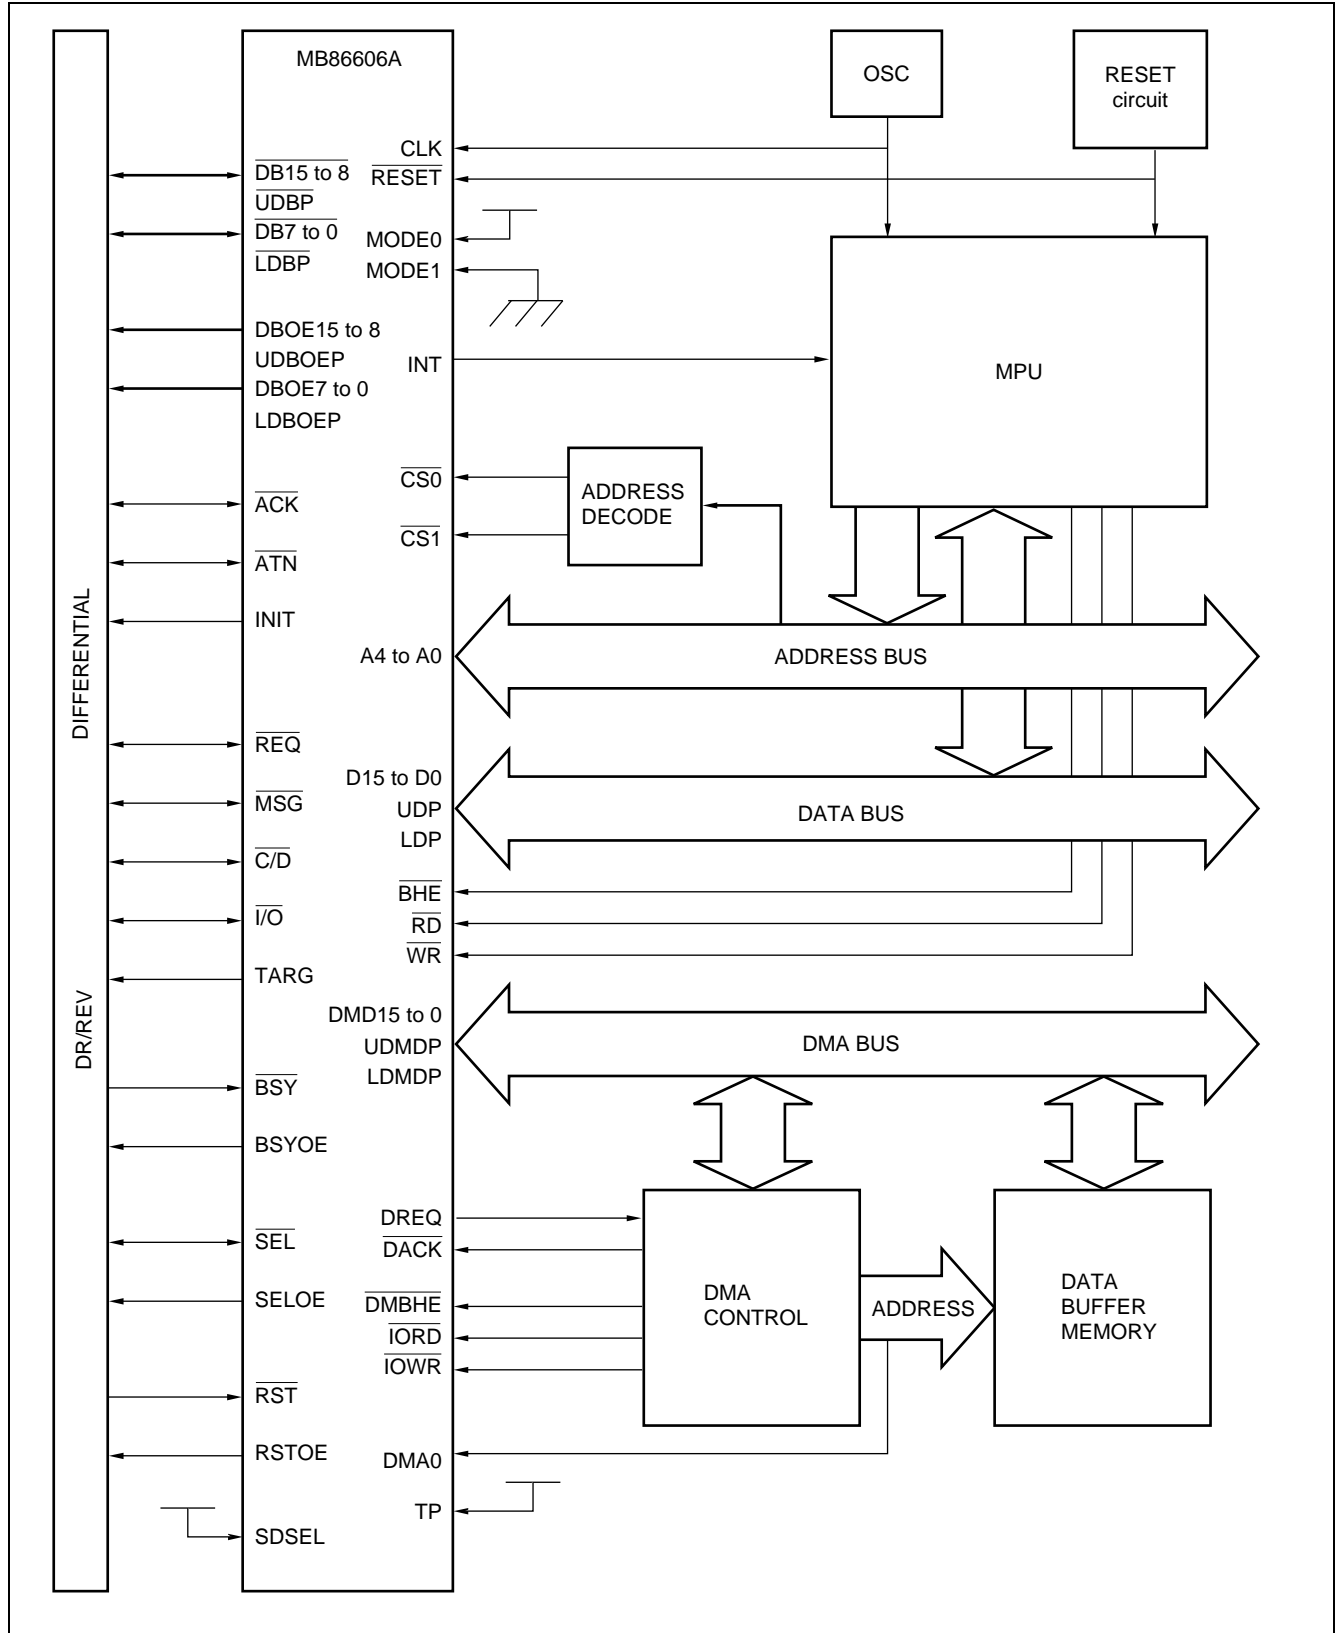 MB86606A
OSC
RESET
circuit
CLK
RESET
DB15 to 8
UDBP
DB7 to 0
LDBP
MODE0
MODE1
DBOE15 to 8
UDBOEP
DBOE7 to 0
LDBOEP
INT
MPU
CS0
CS1
ADDRESS
DECODE
ACK
ATN
INIT
A4 to A0
ADDRESS BUS
DIFFERENTIAL
DR/REV
REQ
MSG
C/D
I/O
TARG
D15 to D0
UDP
LDP
DATA BUS
BHE
RD
WR
DMD15 to 0
UDMDP
LDMDP
DMA BUS
BSY
BSYOE
SEL
SELOE
RST
RSTOE
SDSEL
DREQ
DACK
DMBHE
IORD
IOWR
DMA0
TP
DMA
CONTROL
ADDRESS
DATA
BUFFER
MEMORY